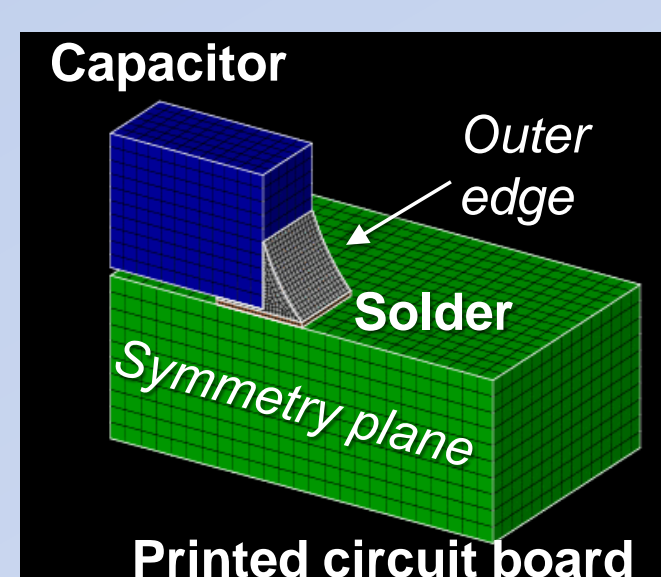 Capacitor
Outer
edge
Solder
Symmetry plane
Printed circuit board